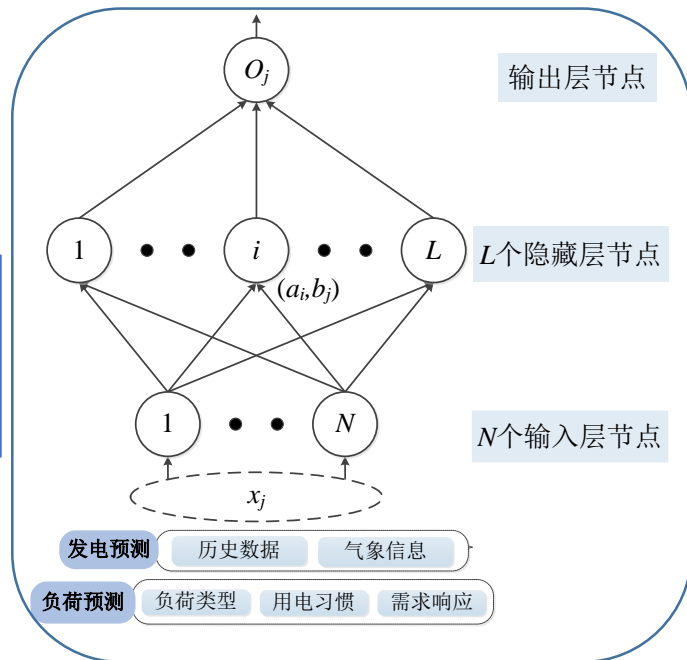 O_j
输出层节点
1 • • i • • L
L个隐藏层节点
(a_i,b_j)
1 • • N
N个输入层节点
x_j
发电预测 历史数据 气象信息
负荷预测 负荷类型 用电习惯 需求响应